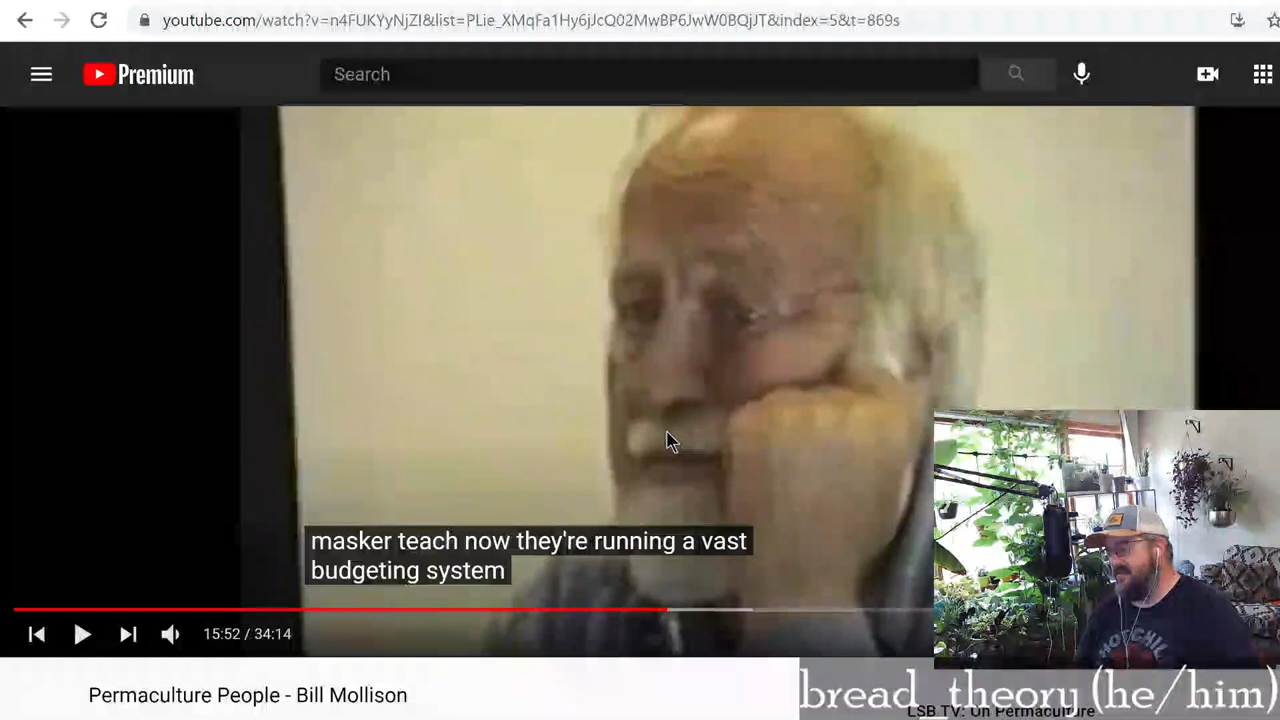 youtube.com/watch?v=n4FUKYyNjZI&list=PLie_XMqFa1Hy6jJcQ02MwBP6JwW0BQjJT&index=5&t=869s
Premium
Search
masker teach now they're running a vast
budgeting system
15:52 / 34:14
Permaculture People - Bill Mollison
bread_theory (he/him)
LSB TV: On Permaculture